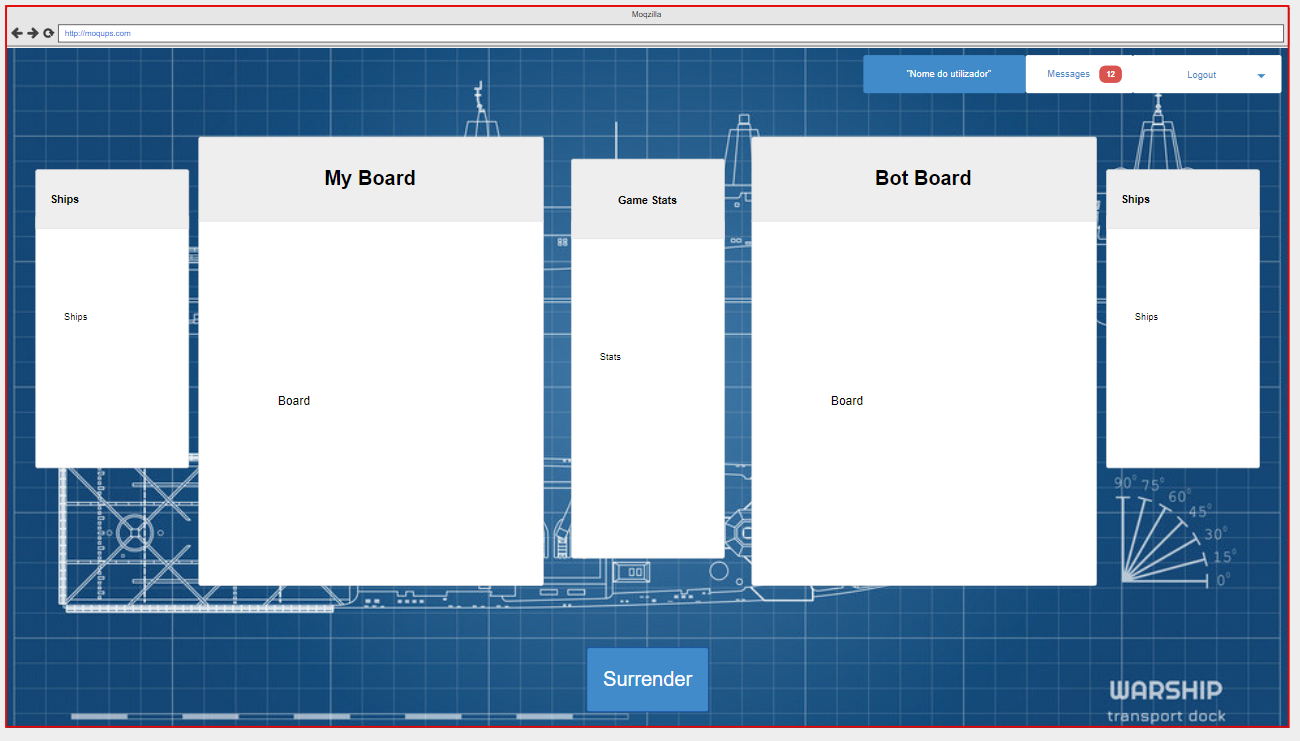 Moqzilla
http://moqups.com
"Nome do utilizador"
Messages 12
Logout
Ships
Ships
My Board
Board
Game Stats
Stats
Bot Board
Board
Ships
Ships
90° 75° 60° 45° 30° 15° 0°
Surrender
WARSHIP
transport dock